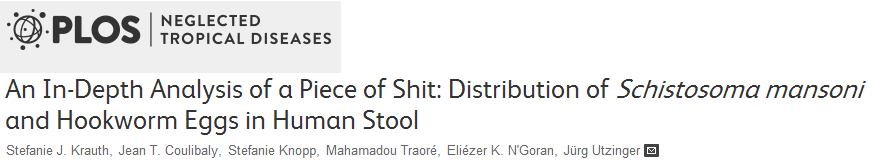 PLOS | NEGLECTED
TROPICAL DISEASES
An In-Depth Analysis of a Piece of Shit: Distribution of Schistosoma mansoni
and Hookworm Eggs in Human Stool
Stefanie J. Krauth, Jean T. Coulibaly, Stefanie Knopp, Mahamadou Traoré, Eliézer K. N'Goran, Jürg Utzinger